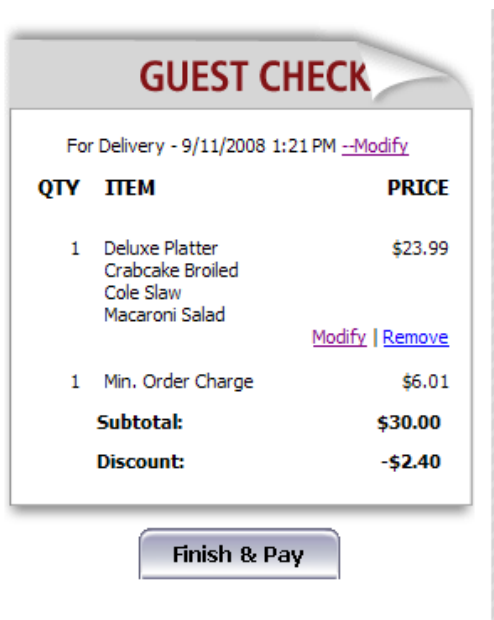 GUEST CHECK
For Delivery - 9/11/2008 1:21 PM --Modify
QTY ITEM PRICE
1 Deluxe Platter $23.99
Crabcake Broiled
Cole Slaw
Macaroni Salad
Modify | Remove
1 Min. Order Charge $6.01
Subtotal: $30.00
Discount: -$2.40
Finish & Pay